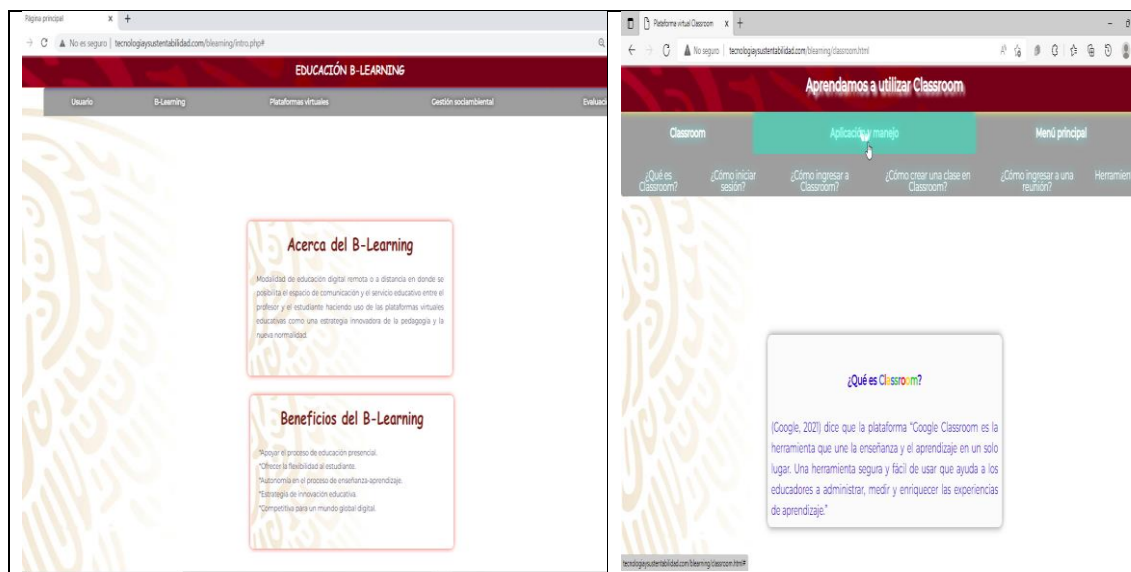 Página principal
No es seguro | tecnologiaysustentabilidad.com/blearning/intro.php#
EDUCACIÓN B-LEARNING
Usuario B-Learning Plataformas virtuales Gestión sociambiental Evaluaci
Acerca del B-Learning
Modalidad de educación digital remota o a distancia en donde se
posibilita el espacio de comunicación y el servicio educativo entre el
profesor y el estudiante haciendo uso de las plataformas virtuales
educativas como una estrategia innovadora de la pedagogía y la
nueva normalidad.
Beneficios del B-Learning
*Apoyar el proceso de educación presencial.
*Ofrecer la flexibilidad al estudiante.
*Autonomía en el proceso de enseñanza-aprendizaje.
*Estrategia de innovación educativa.
*Competitiva para un mundo global digital.
Plataforma virtual Classroom
No seguro | tecnologiaysustentabilidad.com/blearning/classroom.html
Aprendamos a utilizar Classroom
Classroom Aplicación y manejo Menú principal
¿Qué es Classroom? ¿Cómo iniciar sesión? ¿Cómo ingresar a Classroom? ¿Cómo crear una clase en Classroom? ¿Cómo ingresar a una reunión? Herramien
¿Qué es Classroom?
(Google, 2021) dice que la plataforma "Google Classroom es la
herramienta que une la enseñanza y el aprendizaje en un solo
lugar. Una herramienta segura y fácil de usar que ayuda a los
educadores a administrar, medir y enriquecer las experiencias
de aprendizaje."
tecnologiaysustentabilidad.com/blearning/classroom.html#